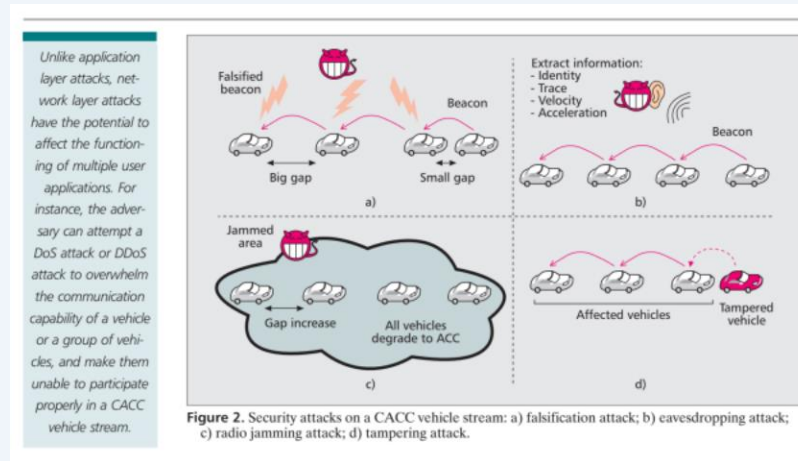 Unlike application
layer attacks, net-
work layer attacks
have the potential to
affect the function-
ing of multiple user
applications. For
instance, the adver-
sary can attempt a
DoS attack or DDoS
attack to overwhelm
the communication
capability of a vehicle
or a group of vehi-
cles, and make them
unable to participate
properly in a CACC
vehicle stream.
Falsified
beacon
Beacon
Big gap
Small gap
a)
Extract information:
- Identity
- Trace
- Velocity
- Acceleration
Beacon
b)
Jammed
area
Gap increase
All vehicles
degrade to ACC
c)
Affected vehicles
Tampered
vehicle
d)
Figure 2. Security attacks on a CACC vehicle stream: a) falsification attack; b) eavesdropping attack;
c) radio jamming attack; d) tampering attack.